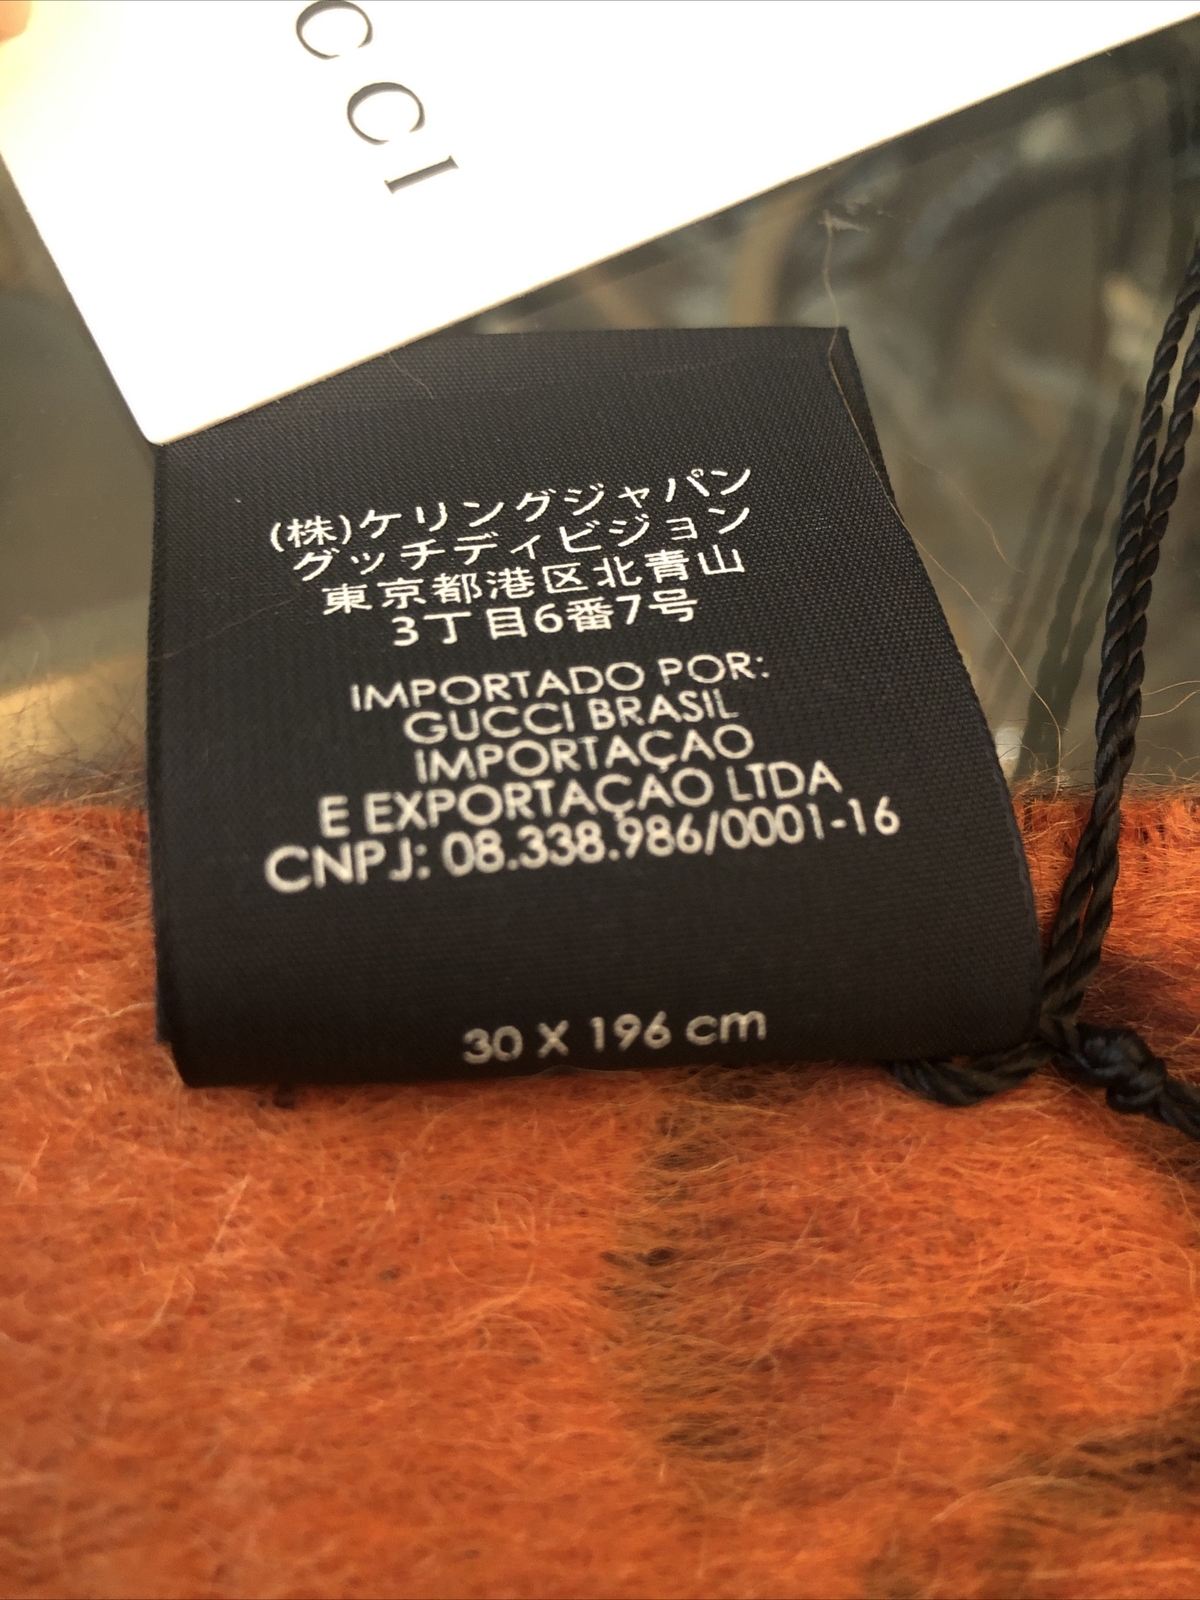 CCI
(株)ケリングジャパン
グッチディビジョン
東京都港区北青山
3丁目6番7号
IMPORTADO POR:
GUCCI BRASIL
IMPORTAÇAO
E EXPORTAÇAO LTDA
CNPJ: 08.338.986/0001-16
30 X 196 cm